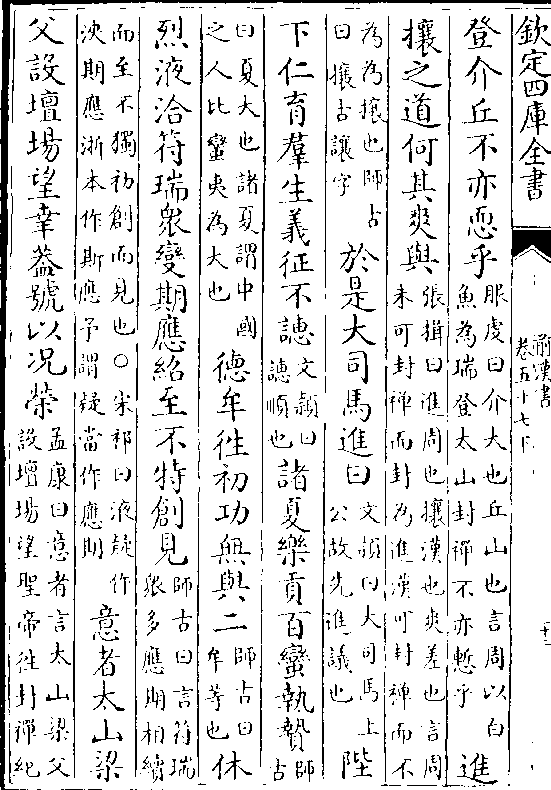 欽定四庫全書
前漢書
卷五十七下
十三
登介丘不亦恧乎服虔曰介大也丘山也言周以白魚為瑞登太山封禪不亦慙乎進
攘之道何其爽與張揖曰進周也攘漢也爽差也言周未可封禪而封為進漢可封禪而不
為為攘也師古曰攘古讓字於是大司馬進曰文穎曰大司馬上公故先進議也陛
下仁育羣生義征不譓文穎曰譓順也諸夏樂貢百蠻執贄師古
曰夏大也諸夏謂中國之人比蠻夷為大也德牟往初功無與二師古曰牟等也休
烈液洽符瑞衆變期應紹至不特創見師古曰言符瑞衆多應期相續
而至不獨初創而見也○宋祁曰液疑作浹期應浙本作斯應予謂疑當作應期意者太山梁
父設壇場望幸葢號以况榮孟康曰意者言太山梁父設壇場望聖帝往封禪紀